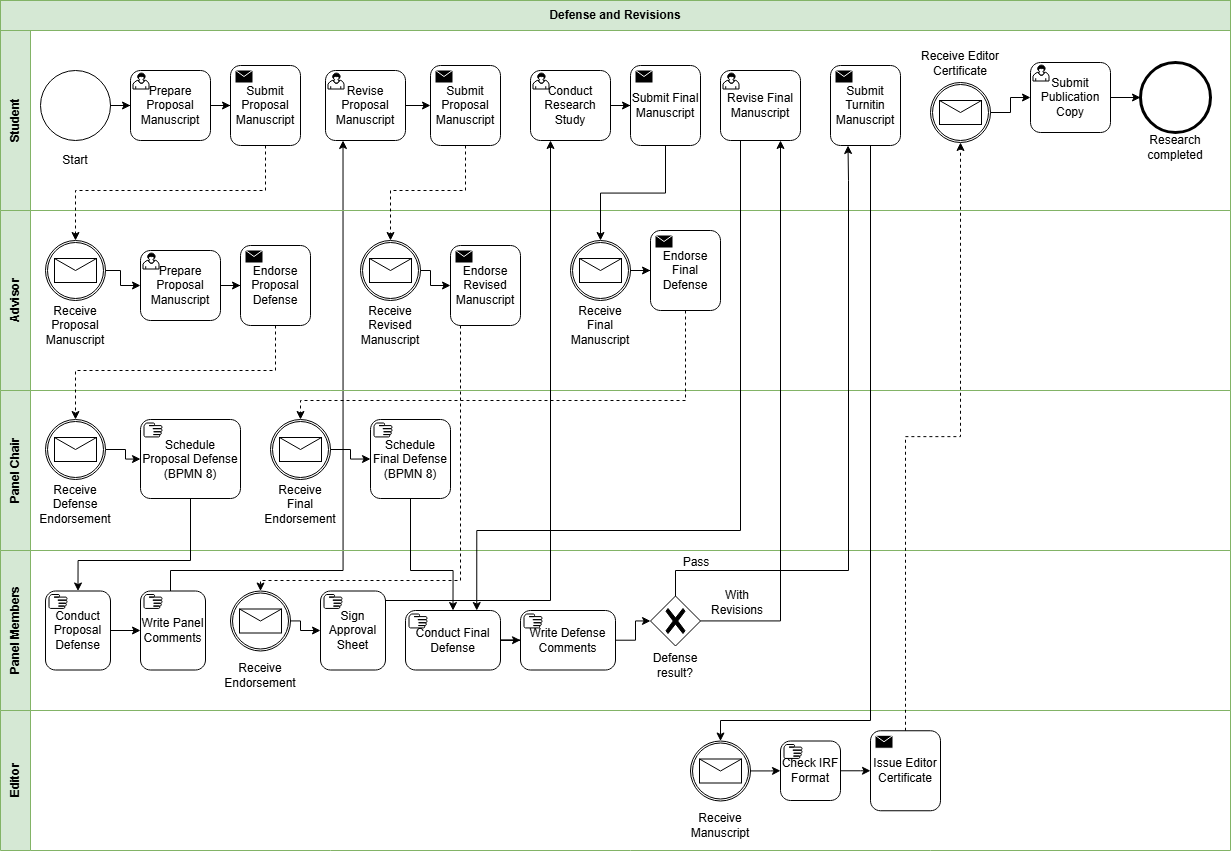 Defense and Revisions
Student
Start
Prepare
Proposal
Manuscript
Submit
Proposal
Manuscript
Revise
Proposal
Manuscript
Submit
Proposal
Manuscript
Conduct
Research
Study
Submit Final
Manuscript
Revise Final
Manuscript
Submit
Turnitin
Manuscript
Receive Editor
Certificate
Submit
Publication
Copy
Research
completed
Advisor
Receive
Proposal
Manuscript
Prepare
Proposal
Manuscript
Endorse
Proposal
Defense
Receive
Revised
Manuscript
Endorse
Revised
Manuscript
Receive
Final
Manuscript
Endorse
Final
Defense
Panel Chair
Receive
Defense
Endorsement
Schedule
Proposal Defense
(BPMN 8)
Receive
Final
Endorsement
Schedule
Final Defense
(BPMN 8)
Panel Members
Conduct
Proposal
Defense
Write Panel
Comments
Receive
Endorsement
Sign
Approval
Sheet
Conduct Final
Defense
Write Defense
Comments
Defense
result?
Pass
With
Revisions
Editor
Receive
Manuscript
Check IRF
Format
Issue Editor
Certificate